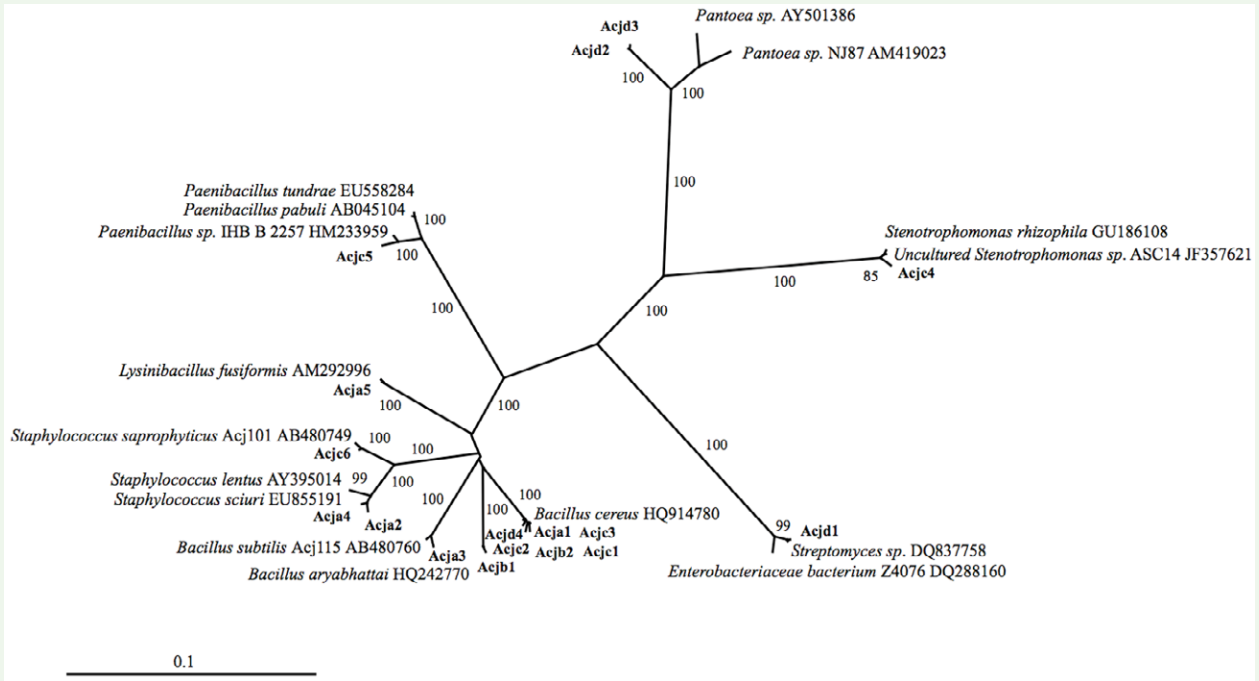 Pantoea sp. AY501386
Acjd3
Acjd2
Pantoea sp. NJ87 AM419023
100
100
100
Paenibacillus tundrae EU558284
Paenibacillus pabuli AB045104
100
Paenibacillus sp. IHB B 2257 HM233959
Acjc5
100
Stenotrophomonas rhizophila GU186108
Uncultured Stenotrophomonas sp. ASC14 JF357621
85
Acjc4
100
100
100
Lysinibacillus fusiformis AM292996
Acja5
100
100
Staphylococcus saprophyticus Acj101 AB480749
100
100
Acjc6
100
Staphylococcus lentus AY395014
99
100
Staphylococcus sciuri EU855191
100
100
100
Acja4
Acja2
Bacillus cereus HQ914780
Acjd4
Acja1
Acjc3
99
Acjd1
Bacillus subtilis Acj115 AB480760
Acja3
Acjc2
Acjb2
Acjc1
Streptomyces sp. DQ837758
Bacillus aryabhattai HQ242770
Acjb1
Enterobacteriaceae bacterium Z4076 DQ288160
0.1